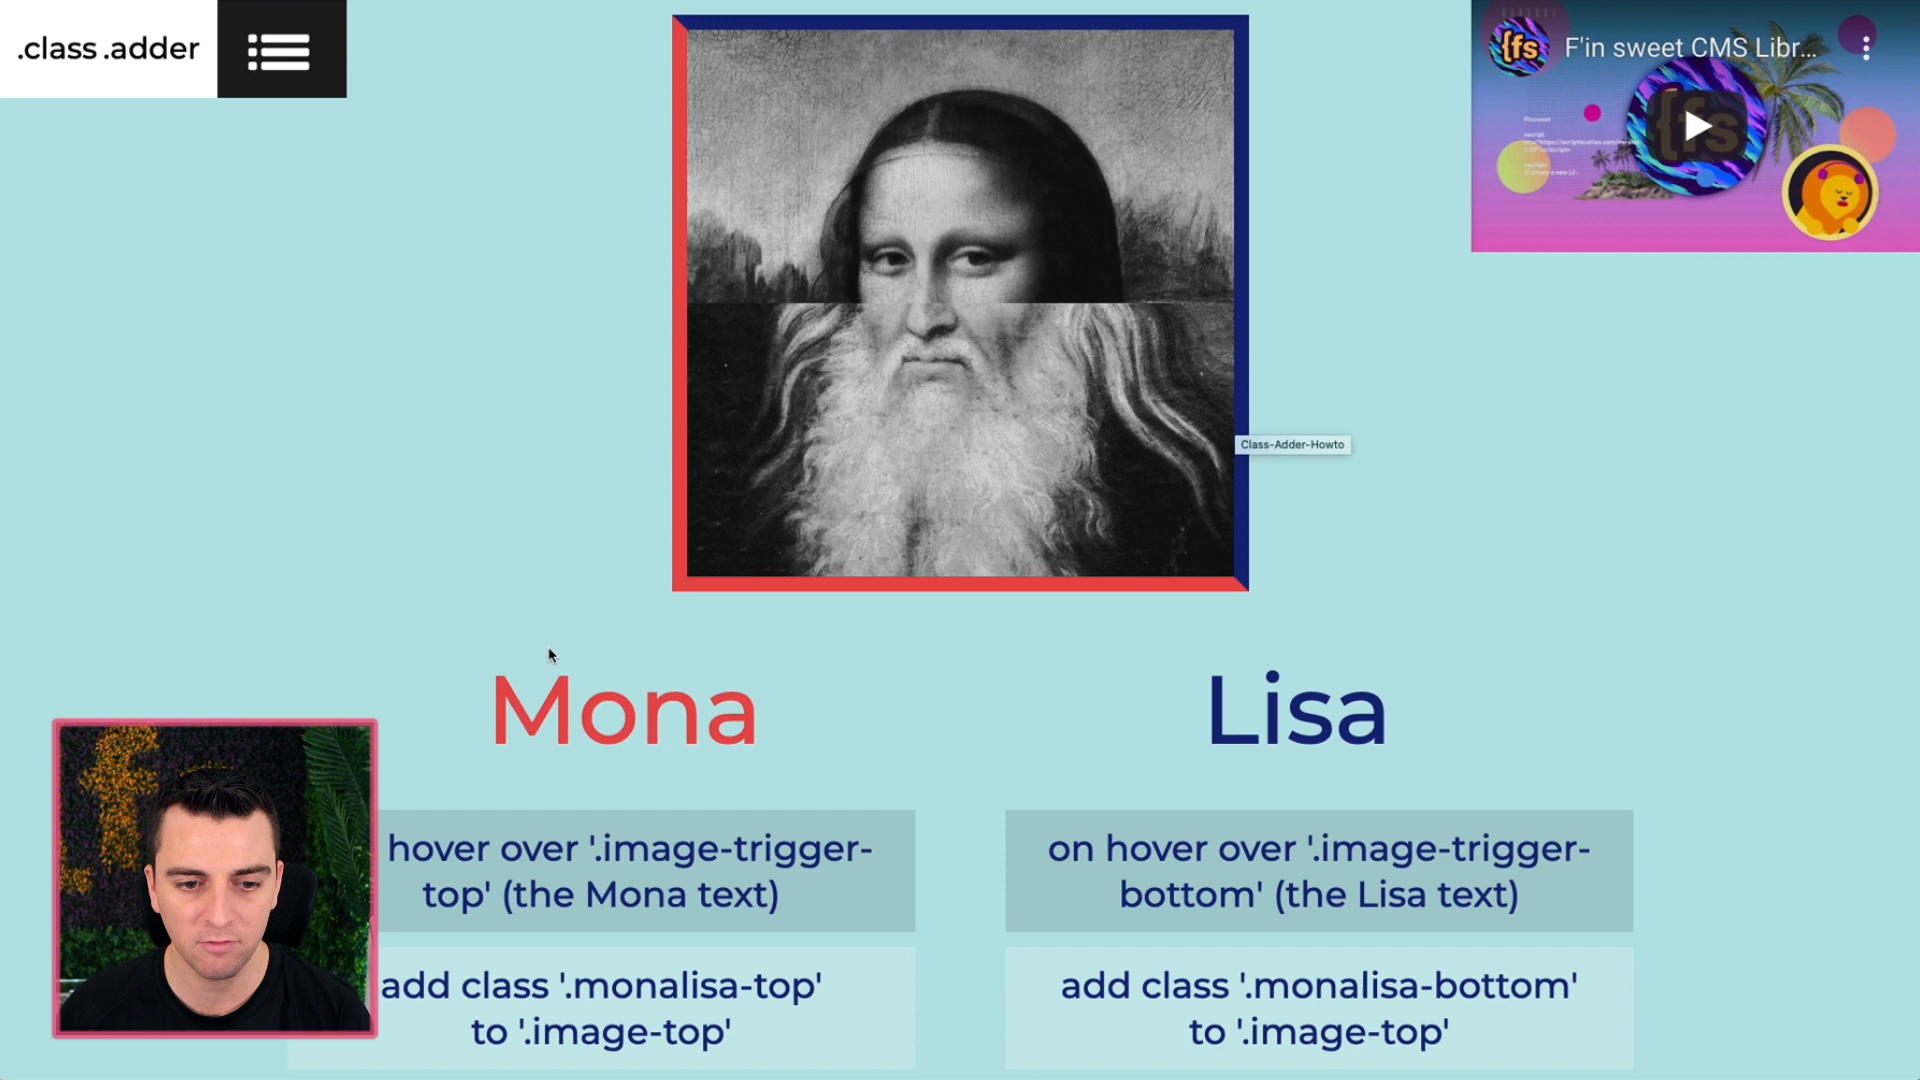 .class .adder
{fs
F'in sweet CMS Libr...
Class-Adder-Howto
Mona
Lisa
hover over '.image-trigger-
top' (the Mona text)
on hover over '.image-trigger-
bottom' (the Lisa text)
add class '.monalisa-top'
to '.image-top'
add class '.monalisa-bottom'
to '.image-top'